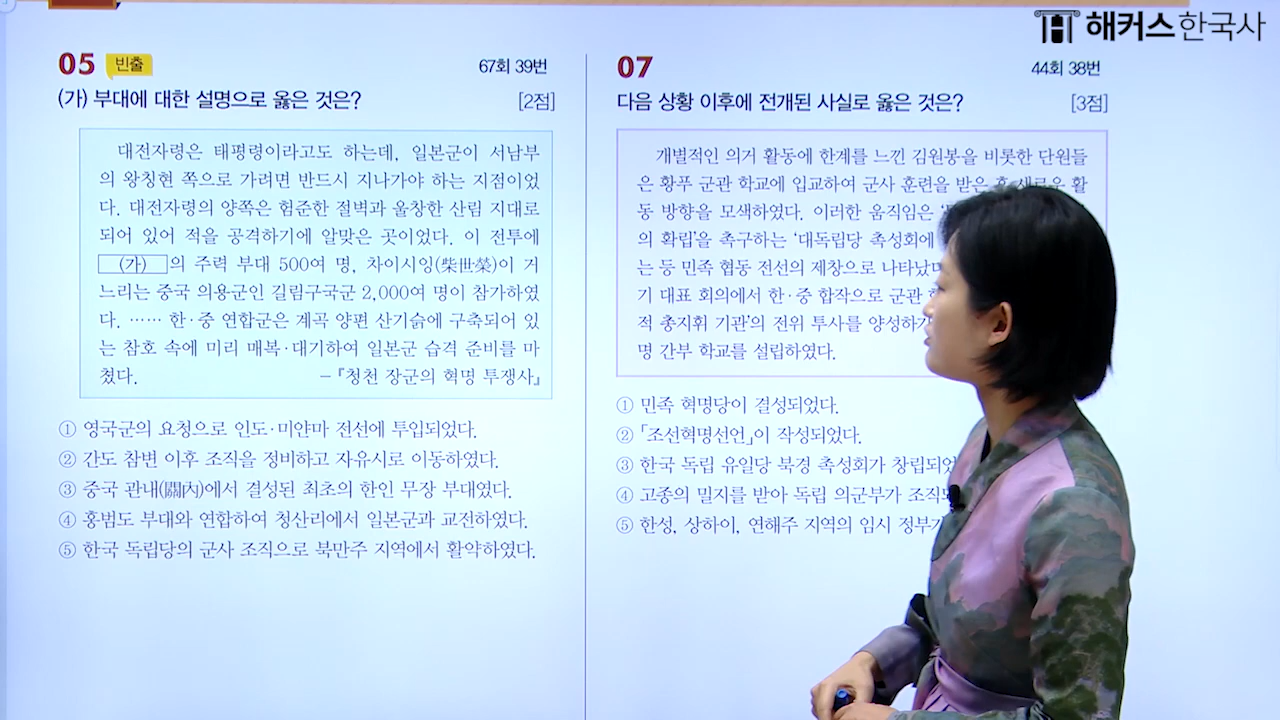 해커스한국사
05 빈출 67회 39번
(가) 부대에 대한 설명으로 옳은 것은? [2점]
대전자령은 태평령이라고도 하는데, 일본군이 서남부
의 왕칭현 쪽으로 가려면 반드시 지나가야 하는 지점이었
다. 대전자령의 양쪽은 험준한 절벽과 울창한 산림 지대로
되어 있어 적을 공격하기에 알맞은 곳이었다. 이 전투에
(가) 의 주력 부대 500여 명, 차이시잉(柴世榮)이 거
느리는 중국 의용군인 길림구국군 2,000여 명이 참가하였
다. …… 한·중 연합군은 계곡 양편 산기슭에 구축되어 있
는 참호 속에 미리 매복·대기하여 일본군 습격 준비를 마
쳤다. - 『청천 장군의 혁명 투쟁사』
① 영국군의 요청으로 인도·미얀마 전선에 투입되었다.
② 간도 참변 이후 조직을 정비하고 자유시로 이동하였다.
③ 중국 관내(關內)에서 결성된 최초의 한인 무장 부대였다.
④ 홍범도 부대와 연합하여 청산리에서 일본군과 교전하였다.
⑤ 한국 독립당의 군사 조직으로 북만주 지역에서 활약하였다.
07 44회 38번
다음 상황 이후에 전개된 사실로 옳은 것은? [3점]
개별적인 의거 활동에 한계를 느낀 김원봉을 비롯한 단원들
은 황푸 군관 학교에 입교하여 군사 훈련을 받은 후 새로운 활
동 방향을 모색하였다. 이러한 움직임은
의 확립'을 촉구하는 '대독립당 촉성회에
는 등 민족 협동 전선의 제창으로 나타났
기 대표 회의에서 한·중 합작으로 군관
적 총지휘 기관'의 전위 투사를 양성하기
명 간부 학교를 설립하였다.
① 민족 혁명당이 결성되었다.
② 「조선혁명선언」이 작성되었다.
③ 한국 독립 유일당 북경 촉성회가 창립되었
④ 고종의 밀지를 받아 독립 의군부가 조직
⑤ 한성, 상하이, 연해주 지역의 임시 정부가